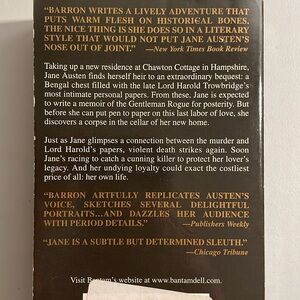 "BARRON WRITES A LIVELY ADVENTURE THAT
PUTS WARM FLESH ON HISTORICAL BONES.
THE NICE THING IS SHE DOES SO IN A LITERARY
STYLE THAT WOULD NOT PUT JANE AUSTEN'S
NOSE OUT OF JOINT." —New York Times Book Review
Taking up a new residence at Chawton Cottage in Hampshire,
Jane Austen finds herself heir to an extraordinary bequest: a
Bengal chest filled with the late Lord Harold Trowbridge's most
intimate personal papers. From these, Jane is expected
to write a memoir of the Gentleman Rogue for posterity. But
before she can put pen to paper on this last labor of love, she
discovers a corpse in the cellar of her new home.
Just as Jane glimpses a connection between the murder and
Lord Harold's papers, violent death strikes again. Soon
Jane's racing to catch a cunning killer and to protect her lover's
legacy. And her undying loyalty could exact the costliest
price of all: her own life.
"BARRON ARTFULLY REPLICATES AUSTEN'S
VOICE, SKETCHES SEVERAL DELIGHTFUL
PORTRAITS...AND DAZZLES HER AUDIENCE
WITH PERIOD DETAILS." —Publishers Weekly
"JANE IS A SUBTLE BUT DETERMINED SLEUTH."
—Chicago Tribune
Visit Bantam's website at www.bantamdell.com